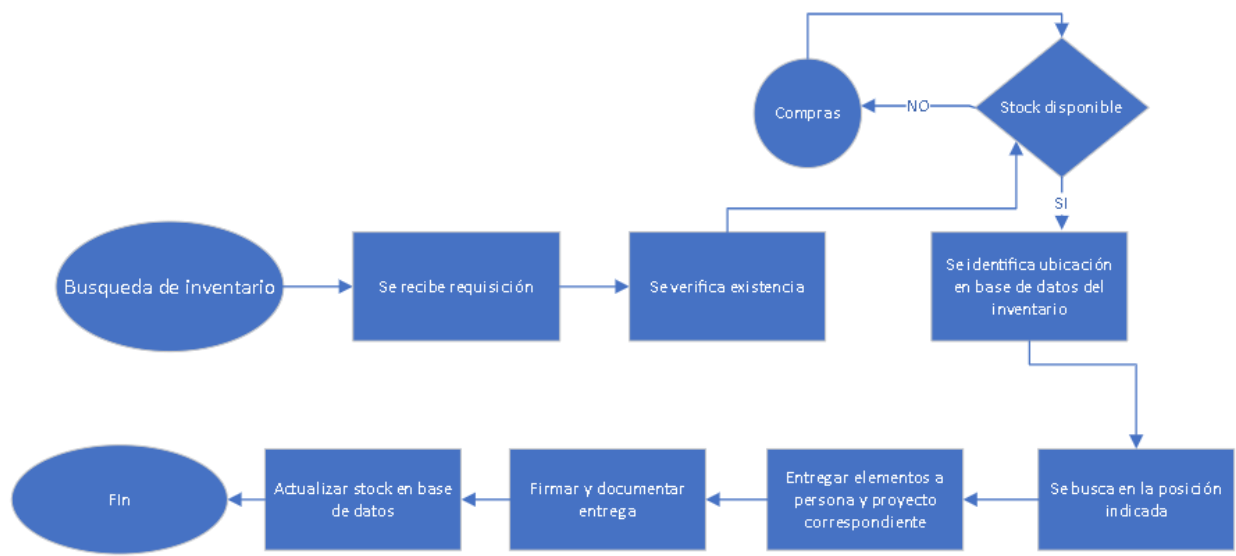 Compras
NO
Stock disponible
SI
Busqueda de inventario
Se recibe requisición
Se verifica existencia
Se identifica ubicación
en base de datos del
inventario
Se busca en la posición
indicada
Entregar elementos a
persona y proyecto
correspondiente
Firmar y documentar
entrega
Actualizar stock en base
de datos
FIn